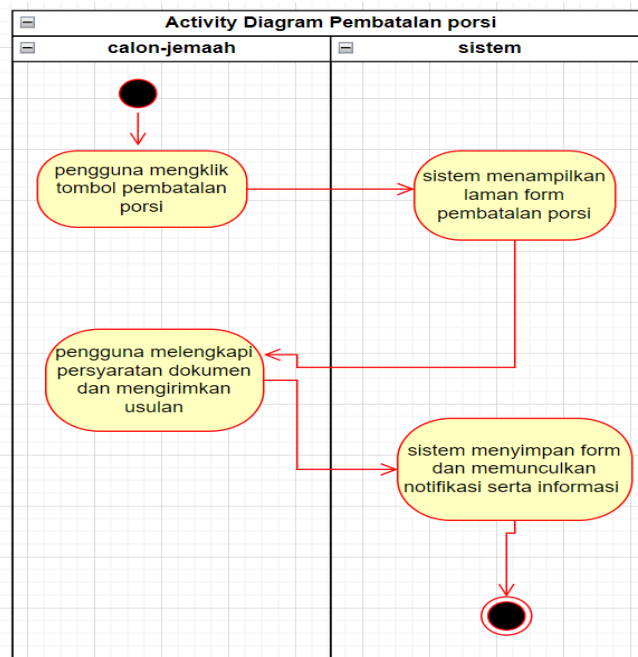 Activity Diagram Pembatalan porsi
calon-jemaah
sistem
pengguna mengklik
tombol pembatalan
porsi
sistem menampilkan
laman form
pembatalan porsi
pengguna melengkapi
persyaratan dokumen
dan mengirimkan
usulan
sistem menyimpan form
dan memunculkan
notifikasi serta informasi